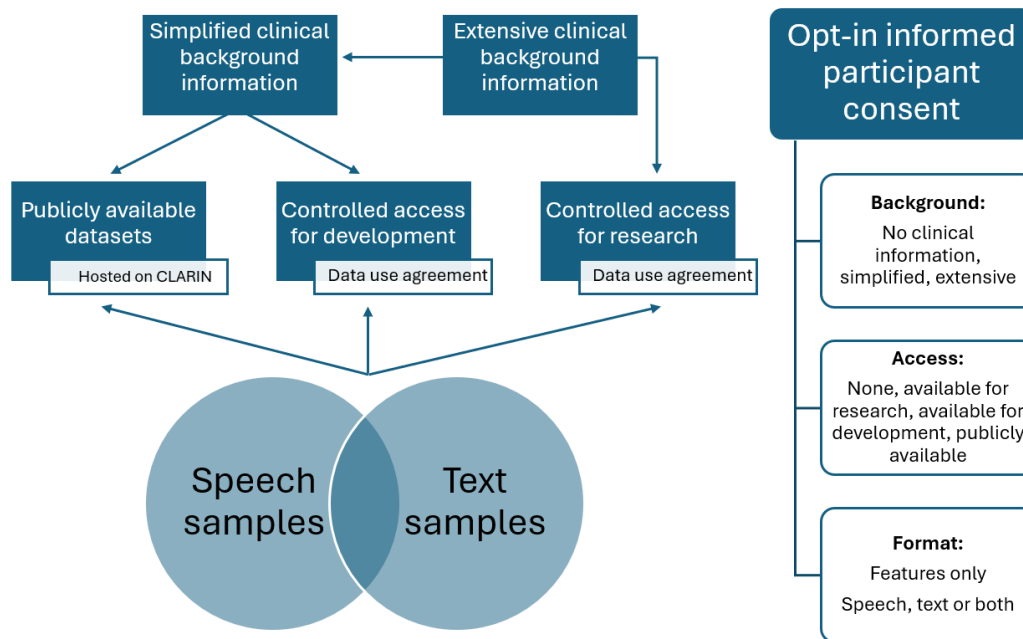 Simplified clinical
background
information
Extensive clinical
background
information
Publicly available
datasets
Hosted on CLARIN
Controlled access
for development
Data use agreement
Controlled access
for research
Data use agreement
Speech
samples
Text
samples
Opt-in informed
participant
consent
Background:
No clinical
information,
simplified, extensive
Access:
None, available for
research, available for
development, publicly
available
Format:
Features only
Speech, text or both